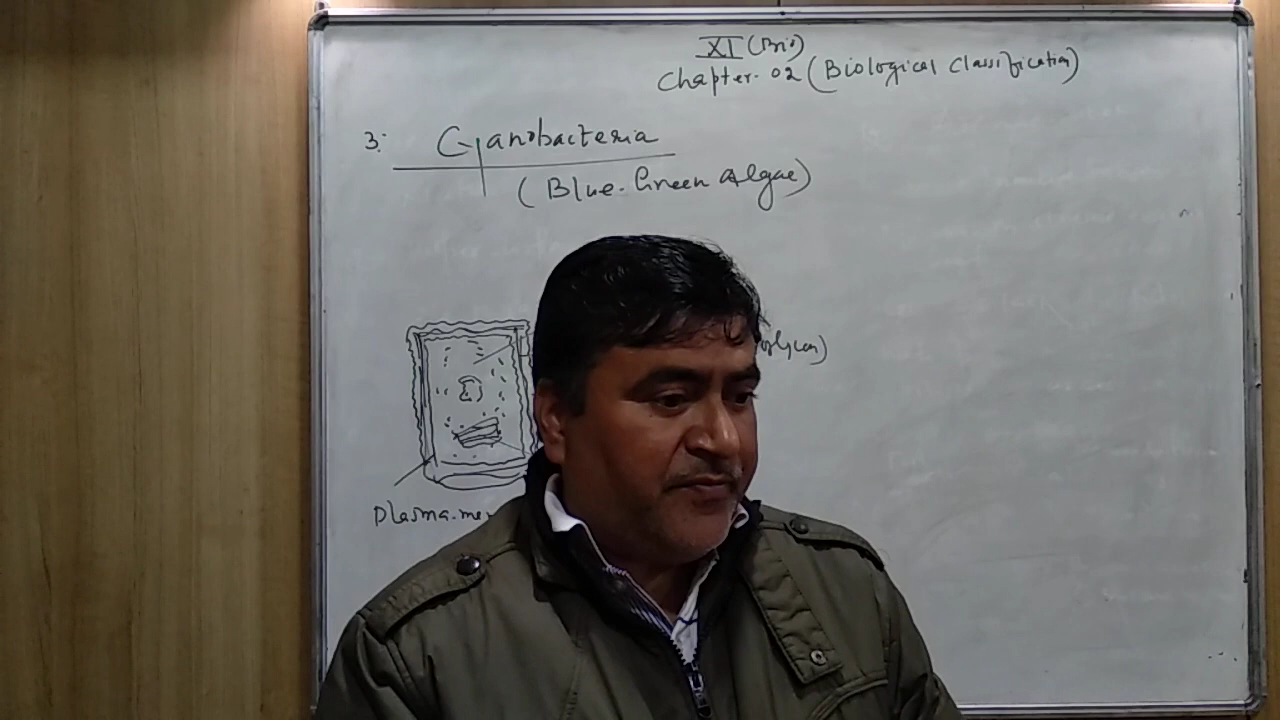 XI (Bio)
Chapter-02 (Biological Classification)
3:- Cyanobacteria
(Blue-Green Algae)
Plasma-me